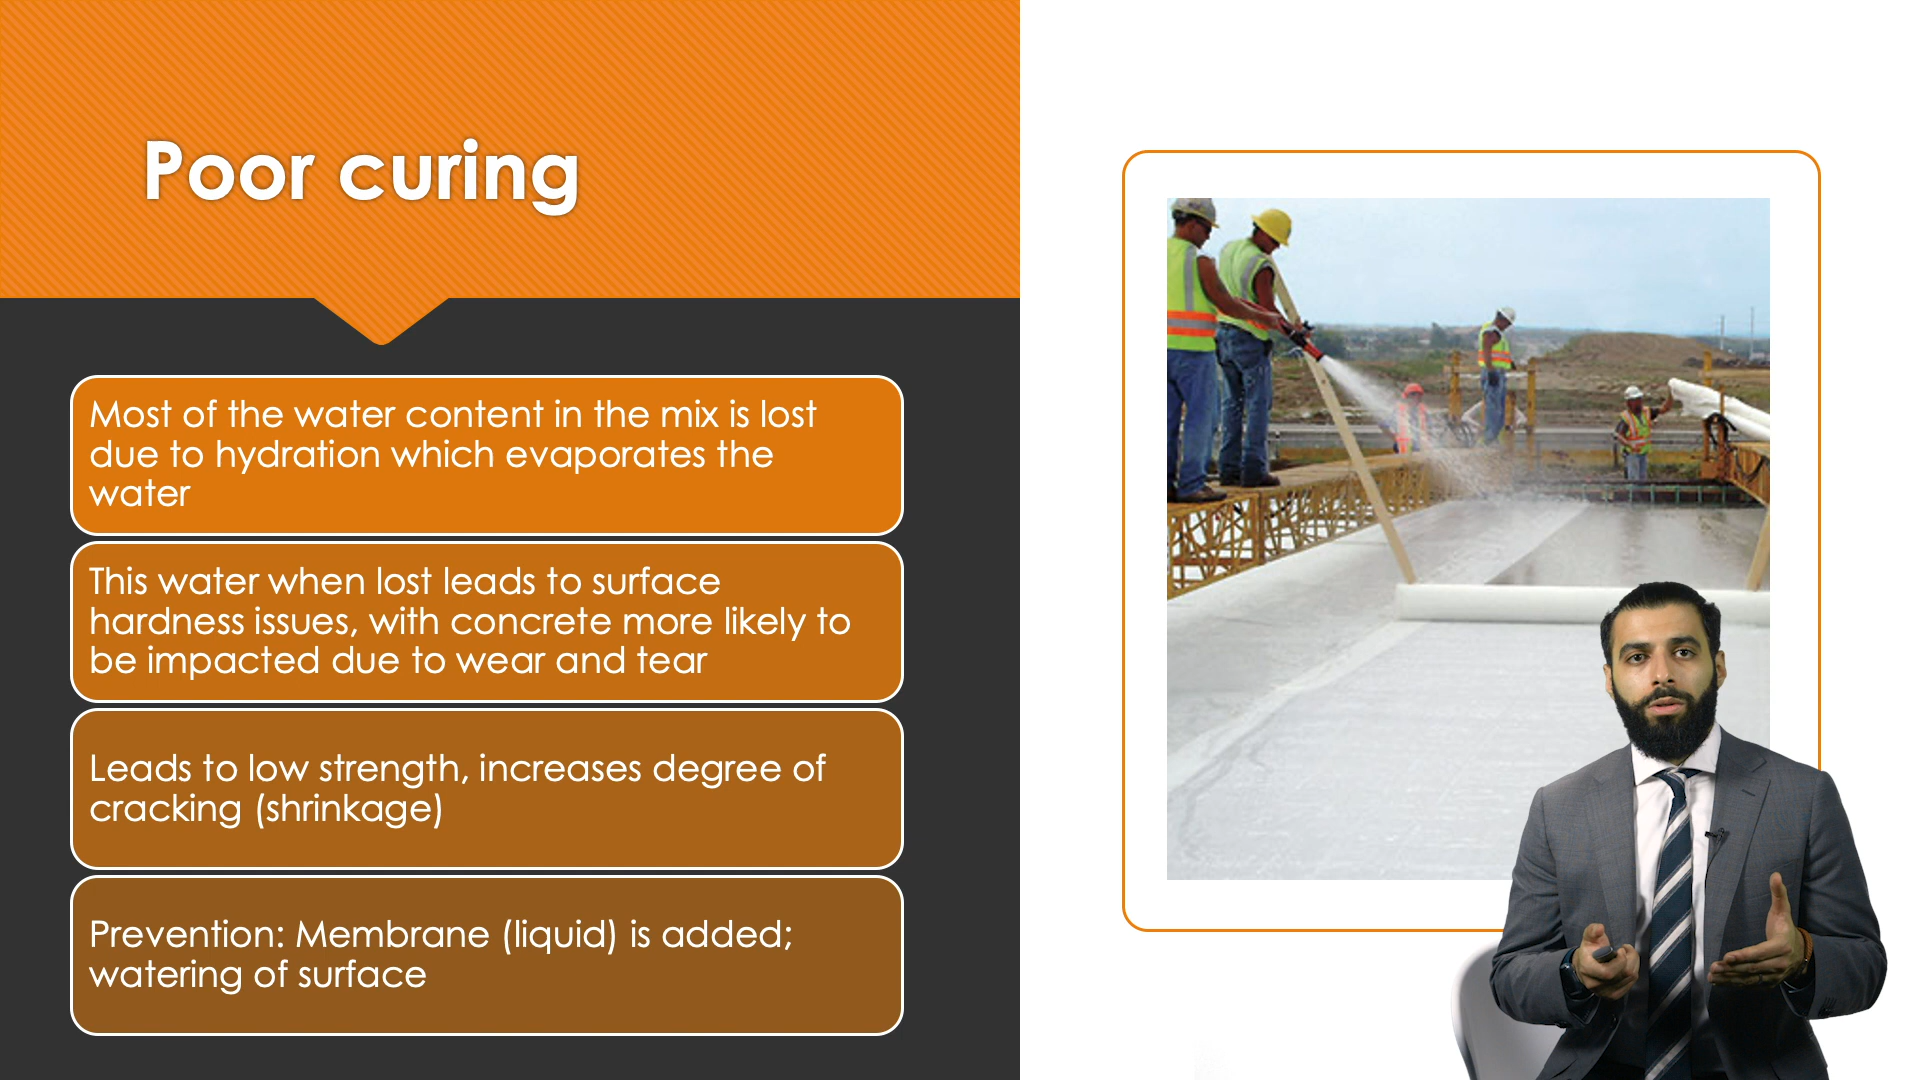 Poor curing
Most of the water content in the mix is lost
due to hydration which evaporates the
water
This water when lost leads to surface
hardness issues, with concrete more likely to
be impacted due to wear and tear
Leads to low strength, increases degree of
cracking (shrinkage)
Prevention: Membrane (liquid) is added;
watering of surface